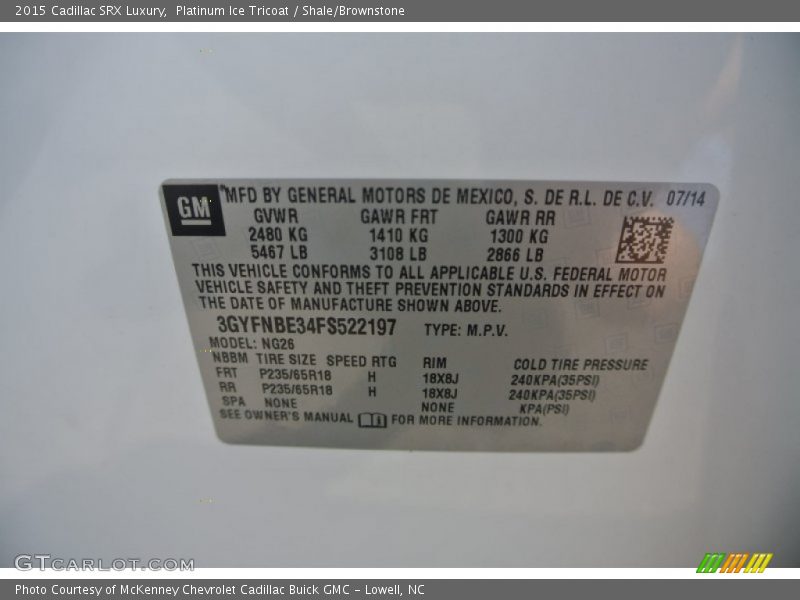 2015 Cadillac SRX Luxury,  Platinum Ice Tricoat / Shale/Brownstone
GM
MFD BY GENERAL MOTORS DE MEXICO, S. DE R.L. DE C.V. 07/14
GVWR GAWR FRT GAWR RR
2480 KG 1410 KG 1300 KG
5467 LB 3108 LB 2866 LB
THIS VEHICLE CONFORMS TO ALL APPLICABLE U.S. FEDERAL MOTOR
VEHICLE SAFETY AND THEFT PREVENTION STANDARDS IN EFFECT ON
THE DATE OF MANUFACTURE SHOWN ABOVE.
3GYFNBE34FS522197 TYPE: M.P.V.
MODEL: NG26
NBBM TIRE SIZE SPEED RTG RIM COLD TIRE PRESSURE
FRT P235/65R18 H 18X8J 240KPA(35PSI)
RR P235/65R18 H 18X8J 240KPA(35PSI)
SPA NONE NONE KPA(PSI)
SEE OWNER'S MANUAL FOR MORE INFORMATION.
GTCARLOT.COM
Photo Courtesy of McKenney Chevrolet Cadillac Buick GMC - Lowell, NC